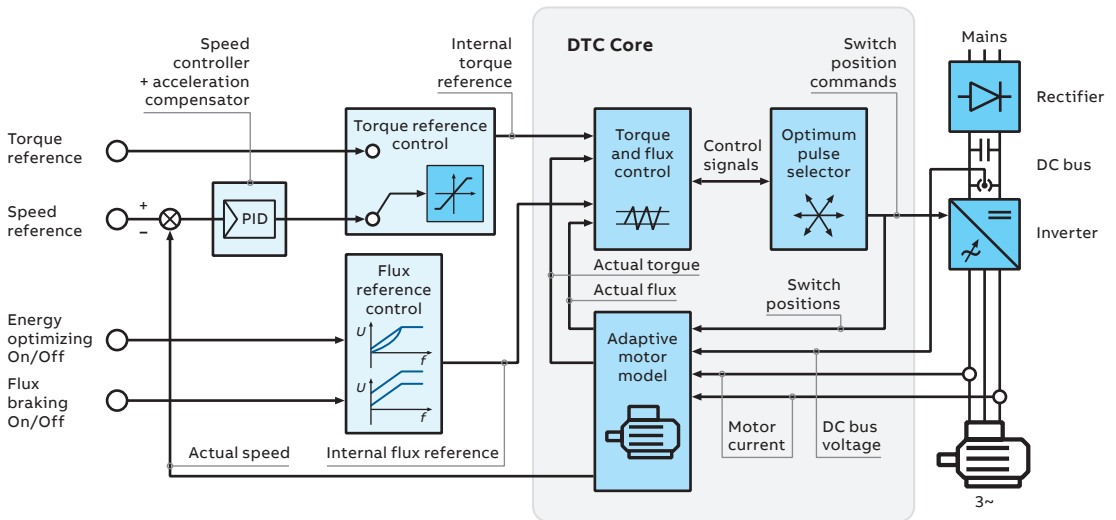 Speed
controller
+ acceleration
compensator
Internal
torque
reference
DTC Core
Switch
position
commands
Mains
Rectifier
Torque
reference
Torque reference
control
Torque
and flux
control
Control
signals
Optimum
pulse
selector
DC bus
Speed
reference
+
−
PID
Inverter
Actual torgue
Actual flux
Switch
positions
Flux
reference
control
U
f
U
f
Energy
optimizing
On/Off
Flux
braking
On/Off
Adaptive
motor
model
Motor
current
DC bus
voltage
Actual speed
Internal flux reference
3~